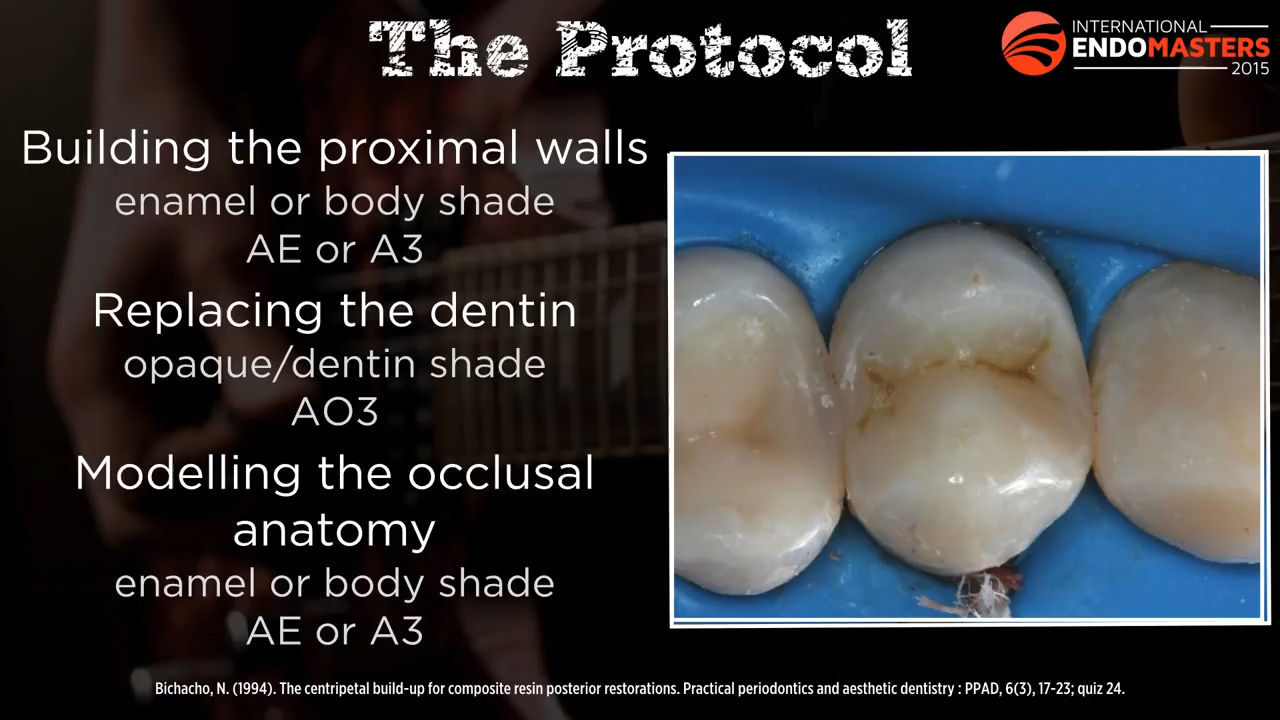 The Protocol
INTERNATIONAL
ENDOMASTERS
2015
Building the proximal walls
enamel or body shade
AE or A3
Replacing the dentin
opaque/dentin shade
AO3
Modelling the occlusal
anatomy
enamel or body shade
AE or A3
Bichacho, N. (1994). The centripetal build-up for composite resin posterior restorations. Practical periodontics and aesthetic dentistry : PPAD, 6(3), 17-23; quiz 24.